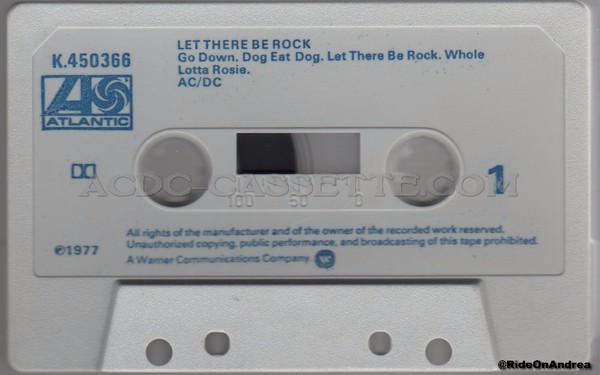 LET THERE BE ROCK
K.450366
Go Down. Dog Eat Dog. Let There Be Rock. Whole
Lotta Rosie.
AC/DC
ATLANTIC
1
ACDC-CASSETTE.COM
100 50 0
All rights of the manufacturer and of the owner of the recorded work reserved.
Unauthorized copying, public performance, and broadcasting of this tape prohibited.
℗1977
A Warner Communications Company.
@RideOnAndrea